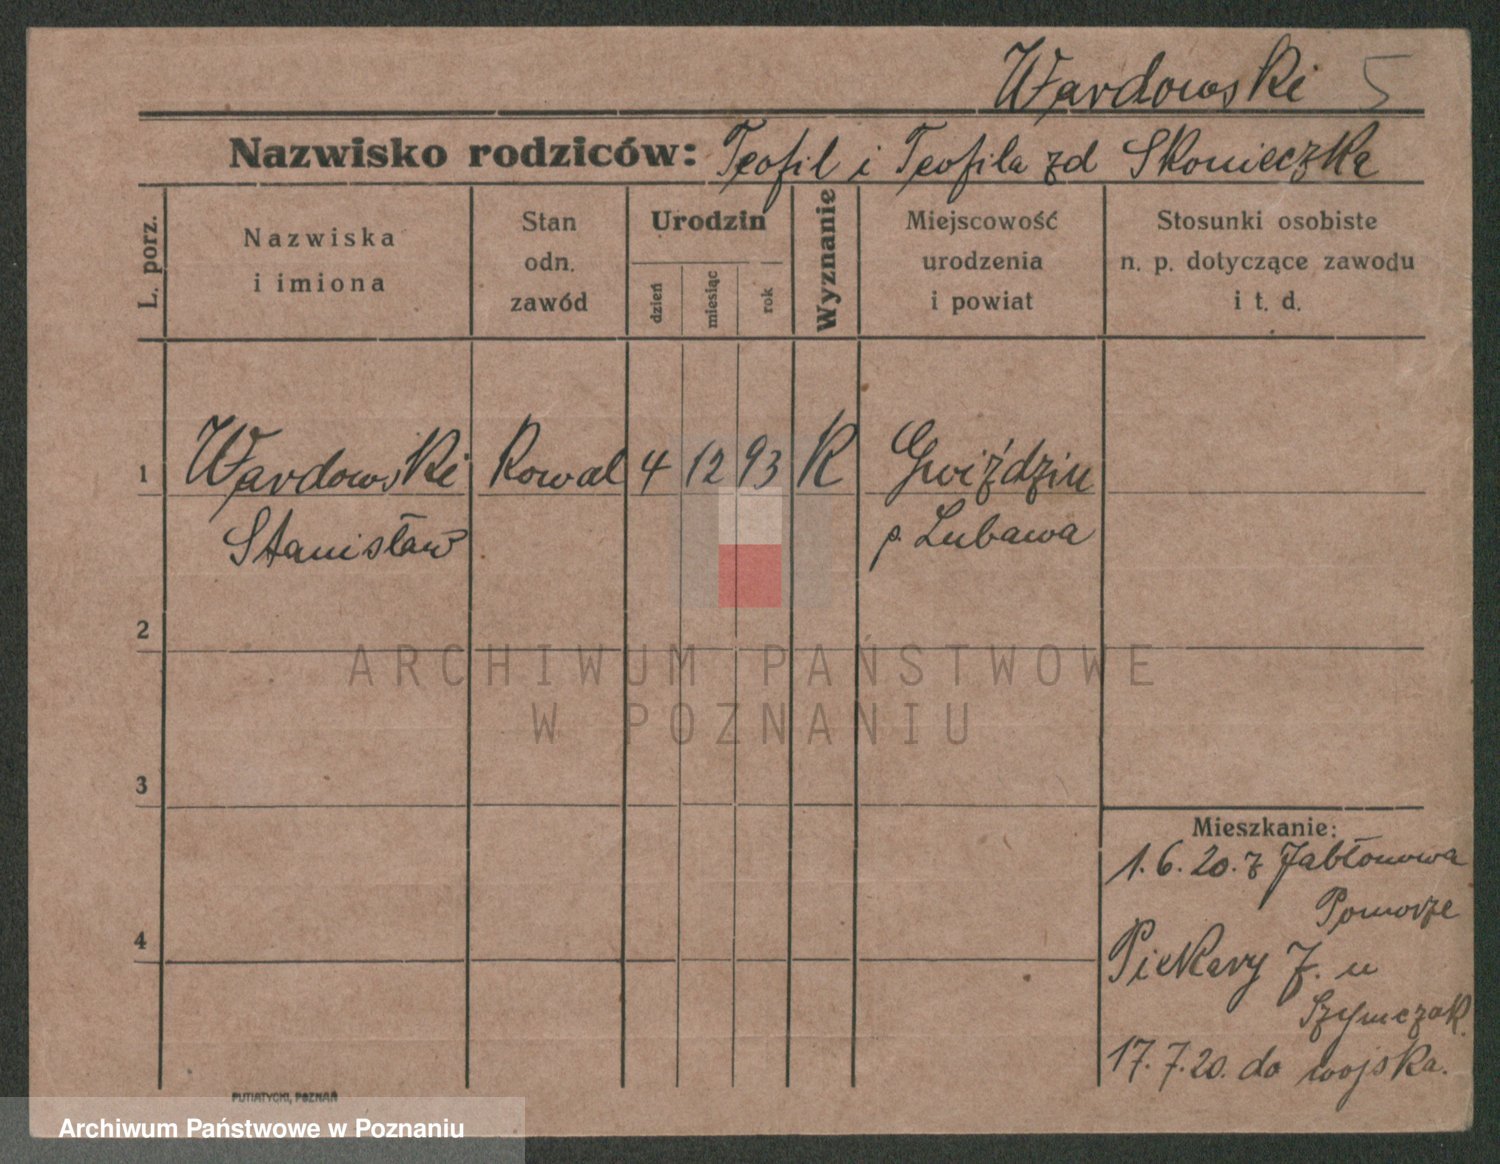 Wardowski 5
Nazwisko rodziców: Teofil i Teofila zd Skonieczka
L. porz.
Nazwiska
i imiona
Stan
odn.
zawód
Urodzin
dzień
miesiąc
rok
Wyznanie
Miejscowość
urodzenia
i powiat
Stosunki osobiste
n. p. dotyczące zawodu
i t. d.
1 Wardowski Kowal 4 12 93 K Gwiździn
Stanisław p. Lubawa
2
ARCHIWUM PAŃSTWOWE
W POZNANIU
3
Mieszkanie:
1.6.20. z Jabłonowa
Pomorze
4
Piekary 7. u
Szymczak.
17.7.20. do wojska.
PUTIATYCKI, POZNAŃ
Archiwum Państwowe w Poznaniu